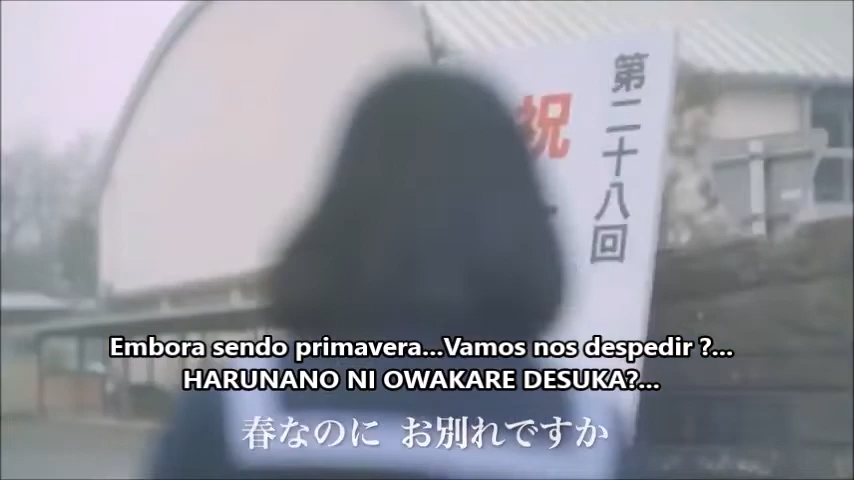 祝
第二十八回
Embora sendo primavera...Vamos nos despedir ?...
HARUNANO NI OWAKARE DESUKA?...
春なのに お別れですか